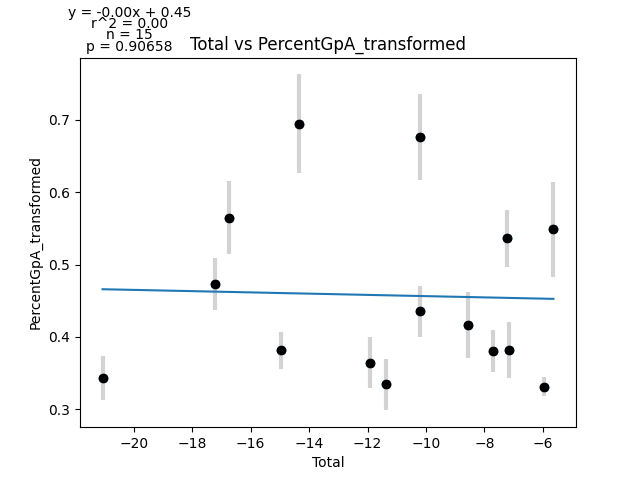 y = -0.00x + 0.45
r^2 = 0.00
n = 15
p = 0.90658
Total vs PercentGpA_transformed
PercentGpA_transformed
0.7
0.6
0.5
0.4
0.3
−20
−18
−16
−14
−12
−10
−8
−6
Total